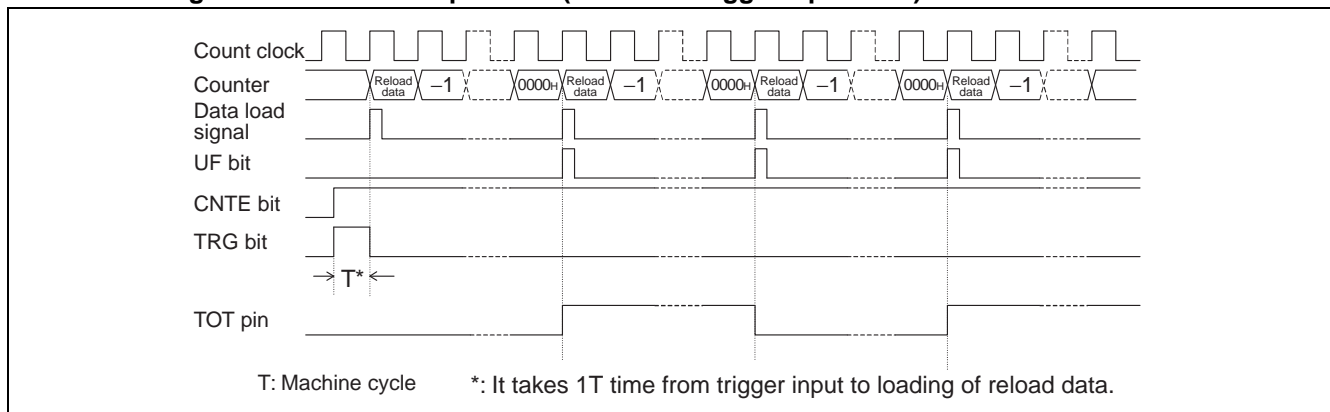 Count clock
Counter Reload data −1 0000H Reload data −1 0000H Reload data −1 0000H Reload data −1
Data load signal
UF bit
CNTE bit
TRG bit
T*
TOT pin
T: Machine cycle *: It takes 1T time from trigger input to loading of reload data.